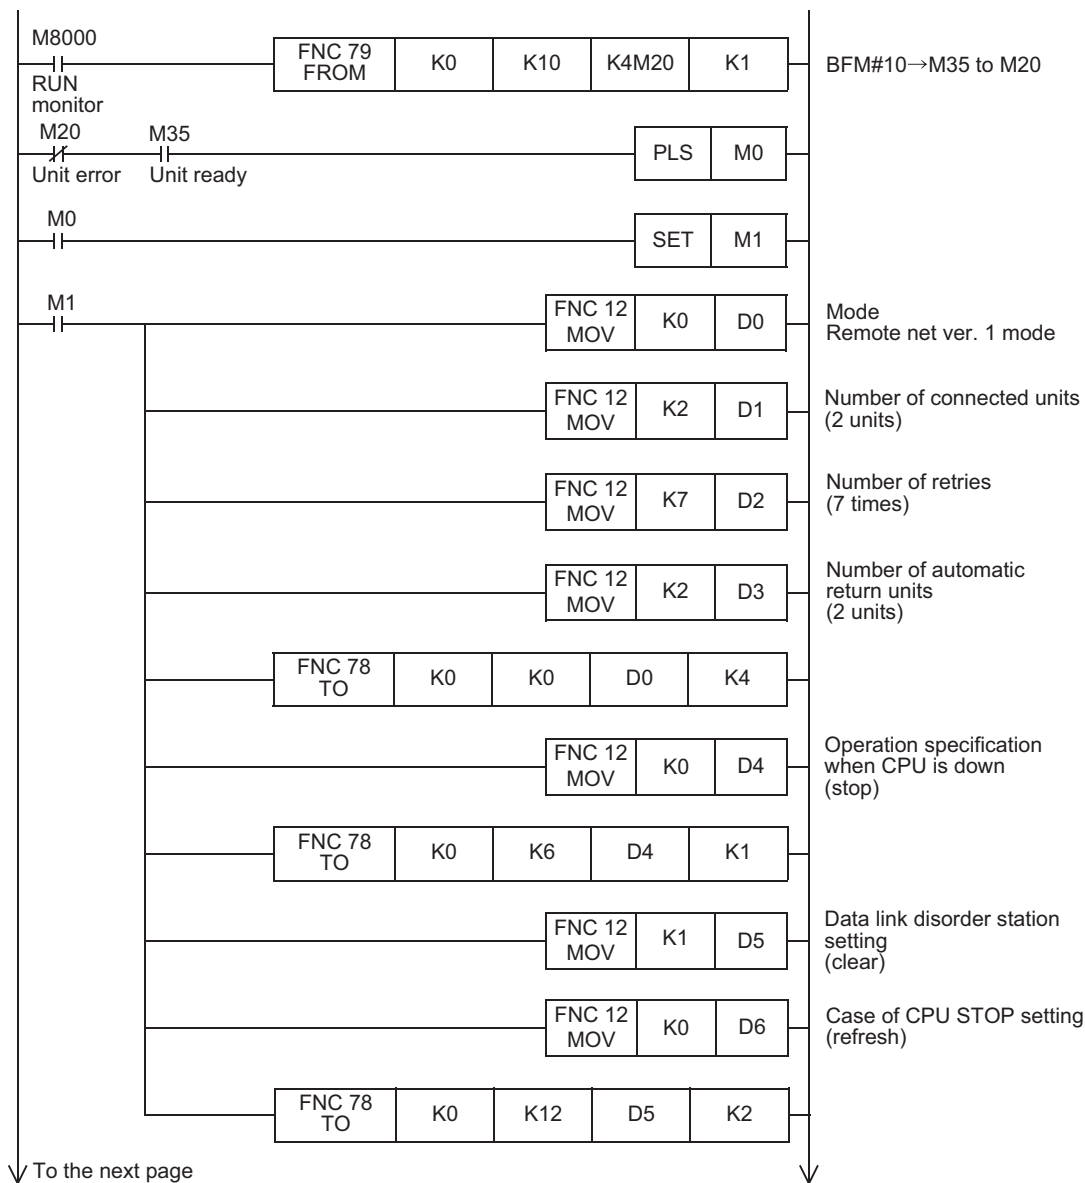 M8000
RUN
monitor
FNC 79
FROM
K0
K10
K4M20
K1
BFM#10→M35 to M20
M20
Unit error
M35
Unit ready
PLS
M0
M0
SET
M1
M1
FNC 12
MOV
K0
D0
Mode
Remote net ver. 1 mode
FNC 12
MOV
K2
D1
Number of connected units
(2 units)
FNC 12
MOV
K7
D2
Number of retries
(7 times)
FNC 12
MOV
K2
D3
Number of automatic
return units
(2 units)
FNC 78
TO
K0
K0
D0
K4
FNC 12
MOV
K0
D4
Operation specification
when CPU is down
(stop)
FNC 78
TO
K0
K6
D4
K1
FNC 12
MOV
K1
D5
Data link disorder station
setting
(clear)
FNC 12
MOV
K0
D6
Case of CPU STOP setting
(refresh)
FNC 78
TO
K0
K12
D5
K2
To the next page